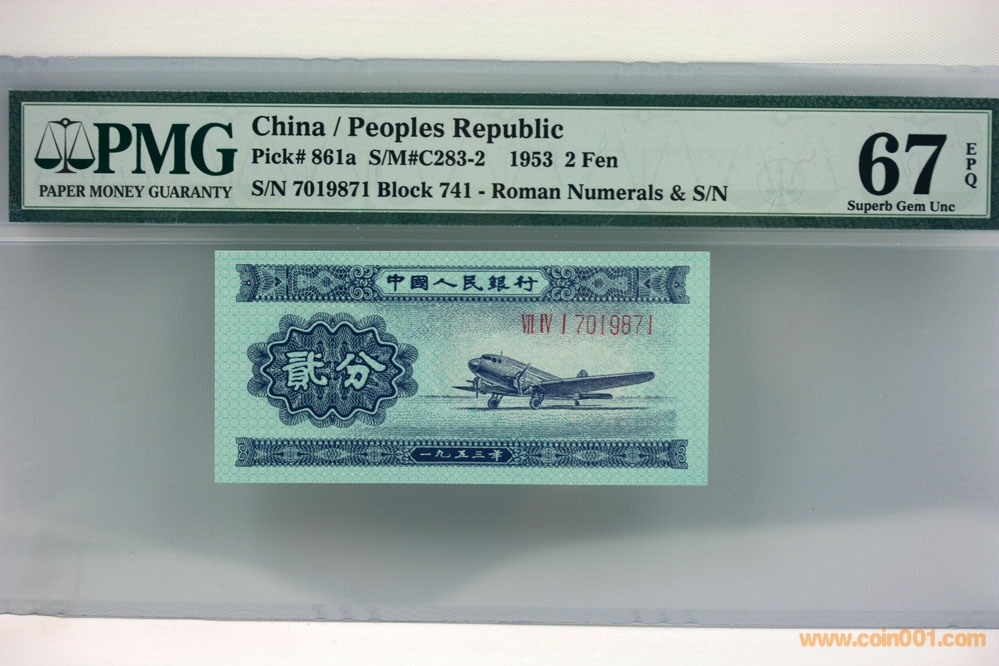 PMG
PAPER MONEY GUARANTY
China / Peoples Republic
Pick# 861a S/M#C283-2 1953 2 Fen
S/N 7019871 Block 741 - Roman Numerals & S/N
67
EPQ
Superb Gem Unc
中國人民銀行
VII IV I 7019871
貳分
一九五三年
www.coin001.com